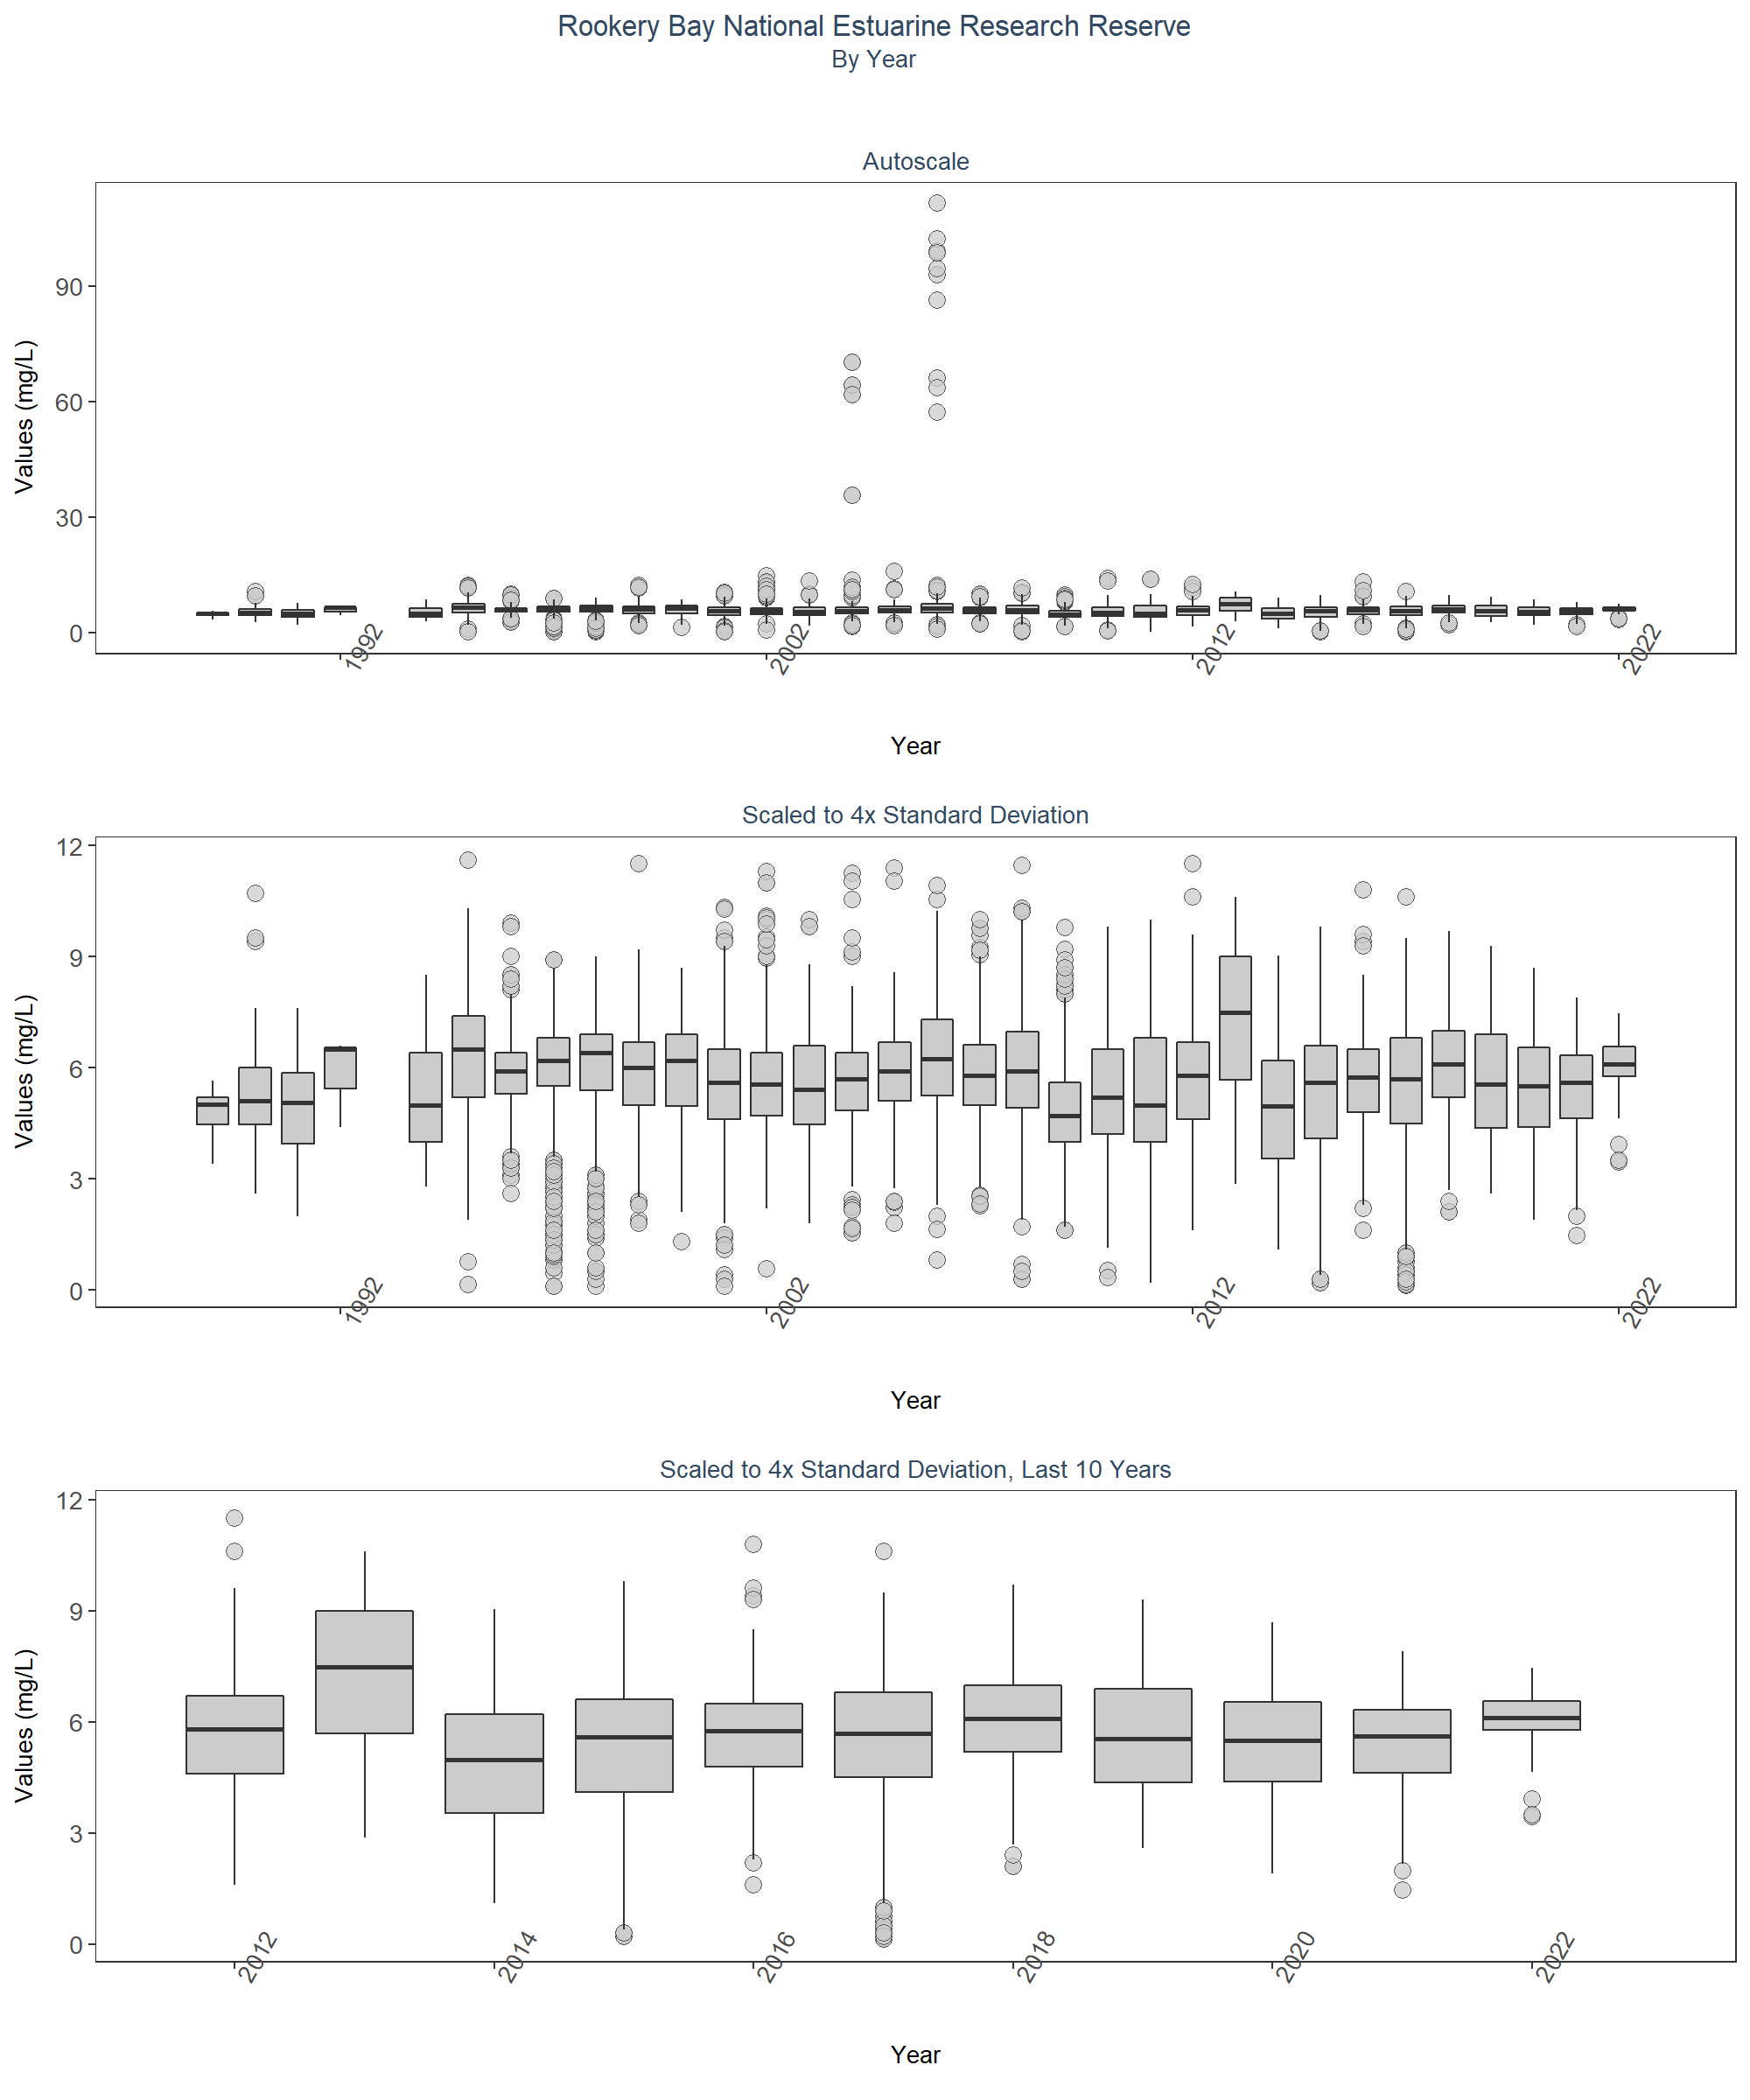 Rookery Bay National Estuarine Research Reserve
By Year
Autoscale
Values (mg/L)
90
60
30
0
1992
2002
2012
2022
Year
Scaled to 4x Standard Deviation
Values (mg/L)
12
9
6
3
0
1992
2002
2012
2022
Year
Scaled to 4x Standard Deviation, Last 10 Years
Values (mg/L)
12
9
6
3
0
2012
2014
2016
2018
2020
2022
Year